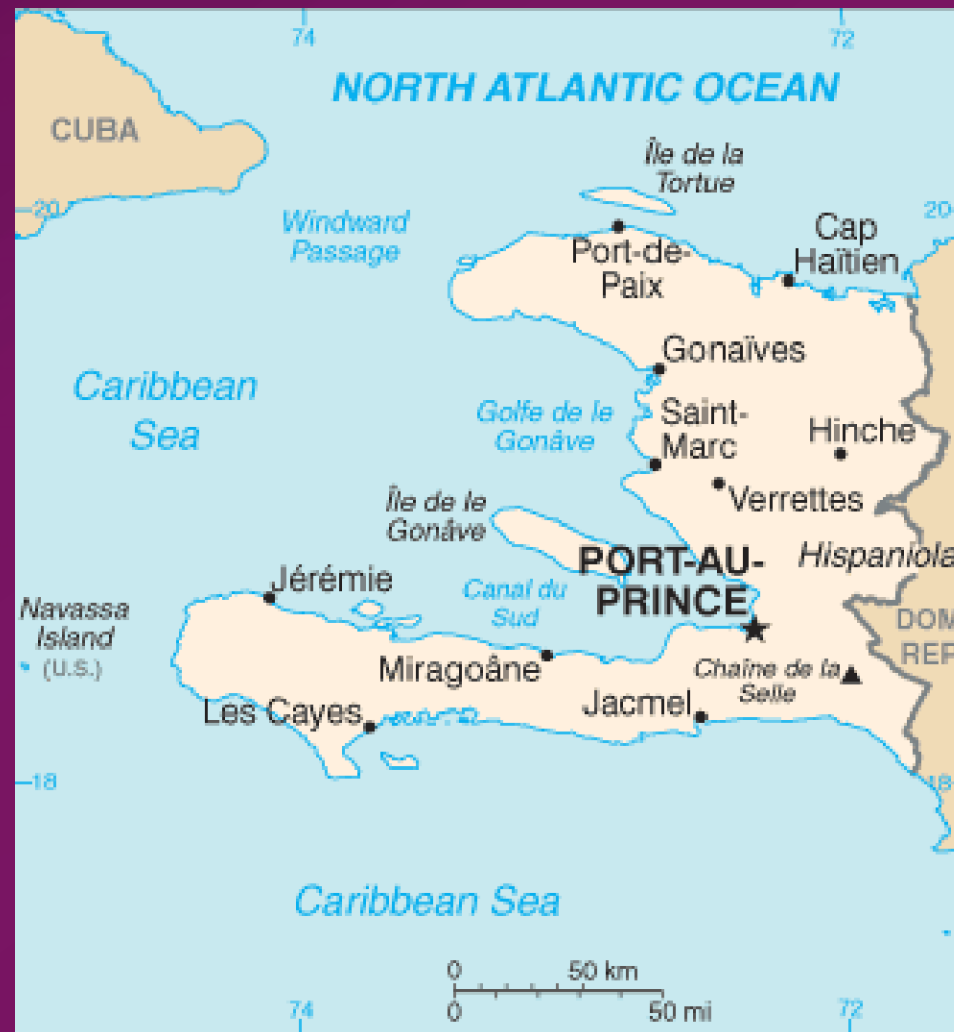 74
72
NORTH ATLANTIC OCEAN
CUBA
Île de la
Tortue
20
20
Windward
Passage
Cap
Haïtien
Port-de-
Paix
Gonaïves
Caribbean
Sea
Golfe de le
Gonâve
Saint-
Marc
Hinche
Verrettes
Île de le
Gonâve
PORT-AU-
PRINCE
Hispaniola
Jérémie
Canal du
Sud
Navassa
Island
(U.S.)
DOM
REP
Miragoâne
Chaîne de la
Selle
Les Cayes
Jacmel
18
18
Caribbean Sea
0
50 km
0
50 mi
74
72